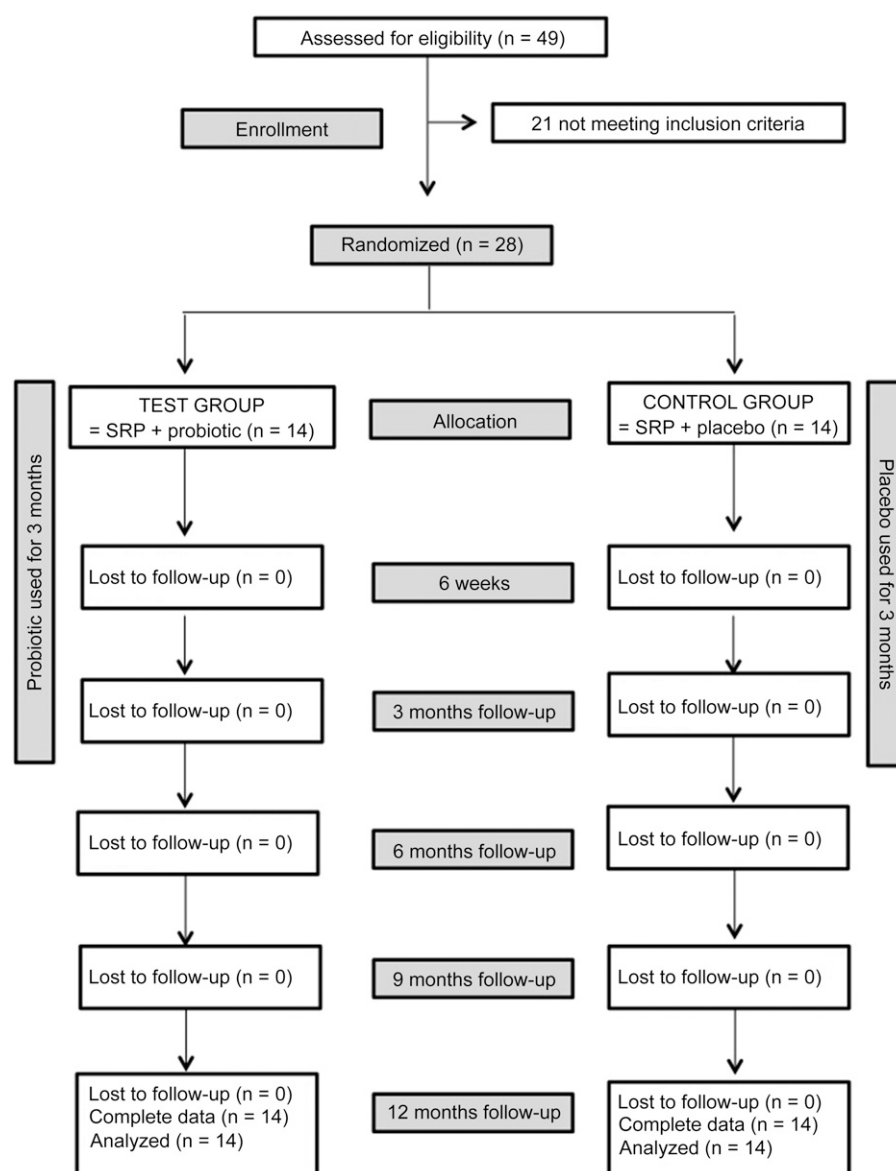 Assessed for eligibility (n = 49)
Enrollment
21 not meeting inclusion criteria
Randomized (n = 28)
Probiotic used for 3 months
TEST GROUP
= SRP + probiotic (n = 14)
Allocation
CONTROL GROUP
= SRP + placebo (n = 14)
Placebo used for 3 months
Lost to follow-up (n = 0)
6 weeks
Lost to follow-up (n = 0)
Lost to follow-up (n = 0)
3 months follow-up
Lost to follow-up (n = 0)
Lost to follow-up (n = 0)
6 months follow-up
Lost to follow-up (n = 0)
Lost to follow-up (n = 0)
9 months follow-up
Lost to follow-up (n = 0)
Lost to follow-up (n = 0)
Complete data (n = 14)
Analyzed (n = 14)
12 months follow-up
Lost to follow-up (n = 0)
Complete data (n = 14)
Analyzed (n = 14)